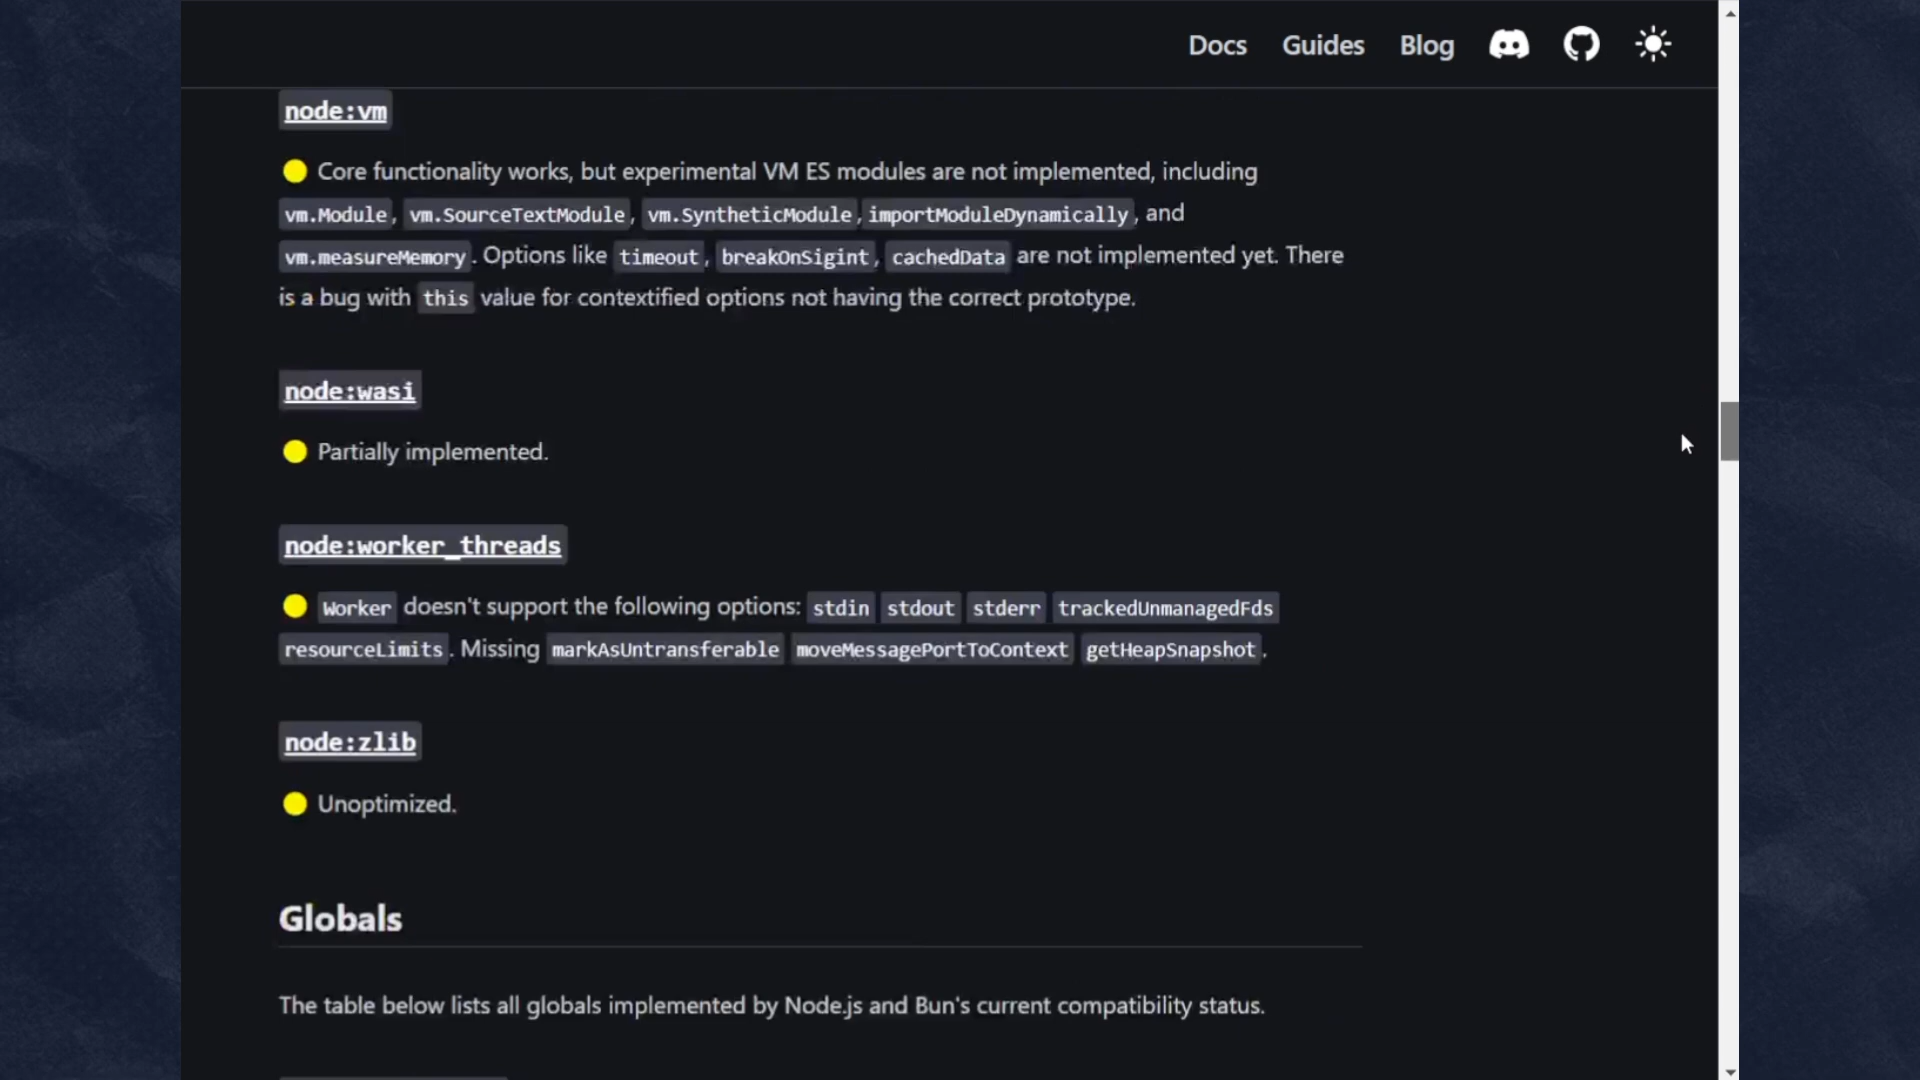 Docs Guides Blog
node:vm
Core functionality works, but experimental VM ES modules are not implemented, including
vm.Module, vm.SourceTextModule, vm.SyntheticModule, importModuleDynamically, and
vm.measureMemory. Options like timeout, breakOnSigint, cachedData are not implemented yet. There
is a bug with this value for contextified options not having the correct prototype.
node:wasi
Partially implemented.
node:worker_threads
Worker doesn't support the following options: stdin stdout stderr trackedUnmanagedFds
resourceLimits. Missing markAsUntransferable moveMessagePortToContext getHeapSnapshot.
node:zlib
Unoptimized.
Globals
The table below lists all globals implemented by Node.js and Bun's current compatibility status.